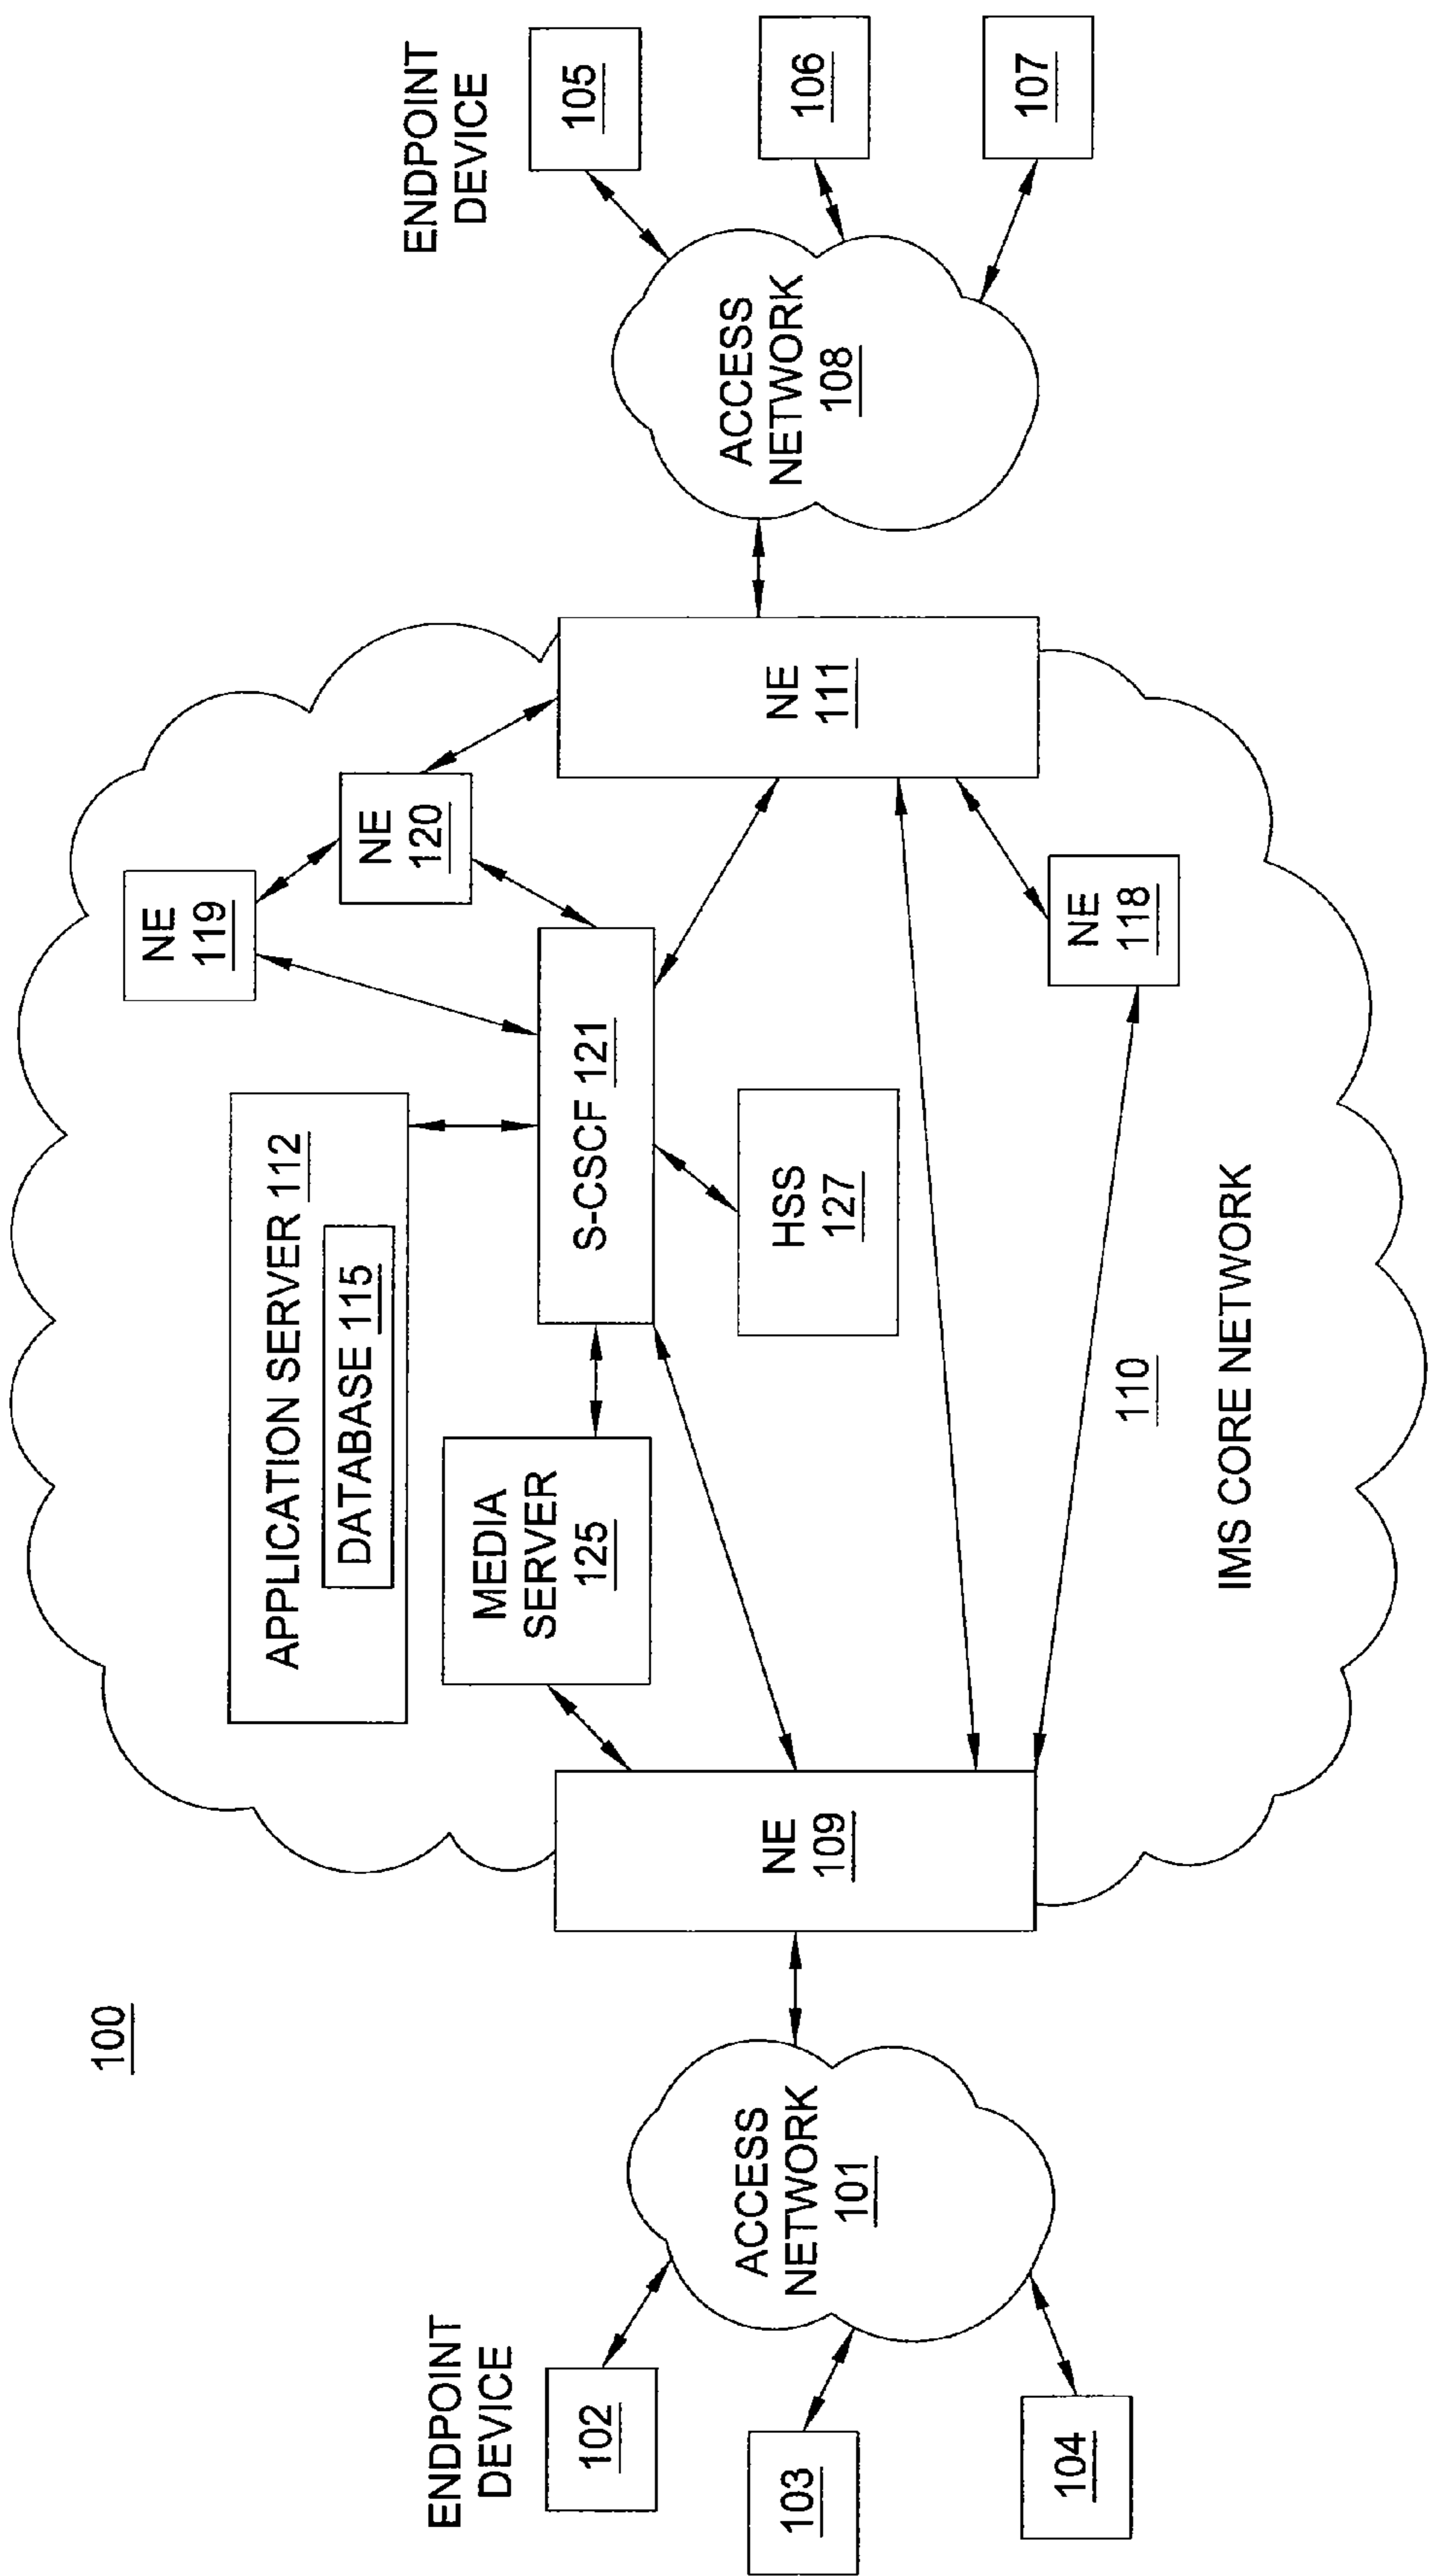 100
ENDPOINT
DEVICE
102
103
104
ACCESS
NETWORK
101
NE
109
APPLICATION SERVER 112
DATABASE 115
MEDIA
SERVER
125
S-CSCF 121
HSS
127
NE
119
NE
120
NE
118
NE
111
110
IMS CORE NETWORK
ACCESS
NETWORK
108
ENDPOINT
DEVICE
105
106
107